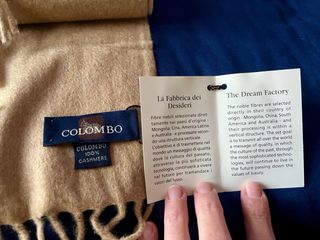 COLOMBO
COLOMBO
100%
CASHMERE
La Fabbrica dei
Desideri
Fibre nobili selezionate diret-
tamente nei paesi d'origine -
Mongolia, Cina, America Latina
e Australia - e processate secon-
do una struttura verticale.
L'obiettivo è di trasmettere nel
mondo un messaggio di qualità
dove la cultura del passato,
attraverso la più sofisticata
tecnologia, continuerà a vivere
nel futuro per tramandare i
valori del lusso.
The Dream Factory
The noble fibres are selected
directly in their country of
origin - Mongolia, China, South
America and Australia - and
their processing is within a
vertical structure. The set goal
is to transmit all over the world
a message of quality, in which
the culture of the past, through
the most sophisticated technolo-
gies, will continue to live in
the future passing down the
values of luxury.